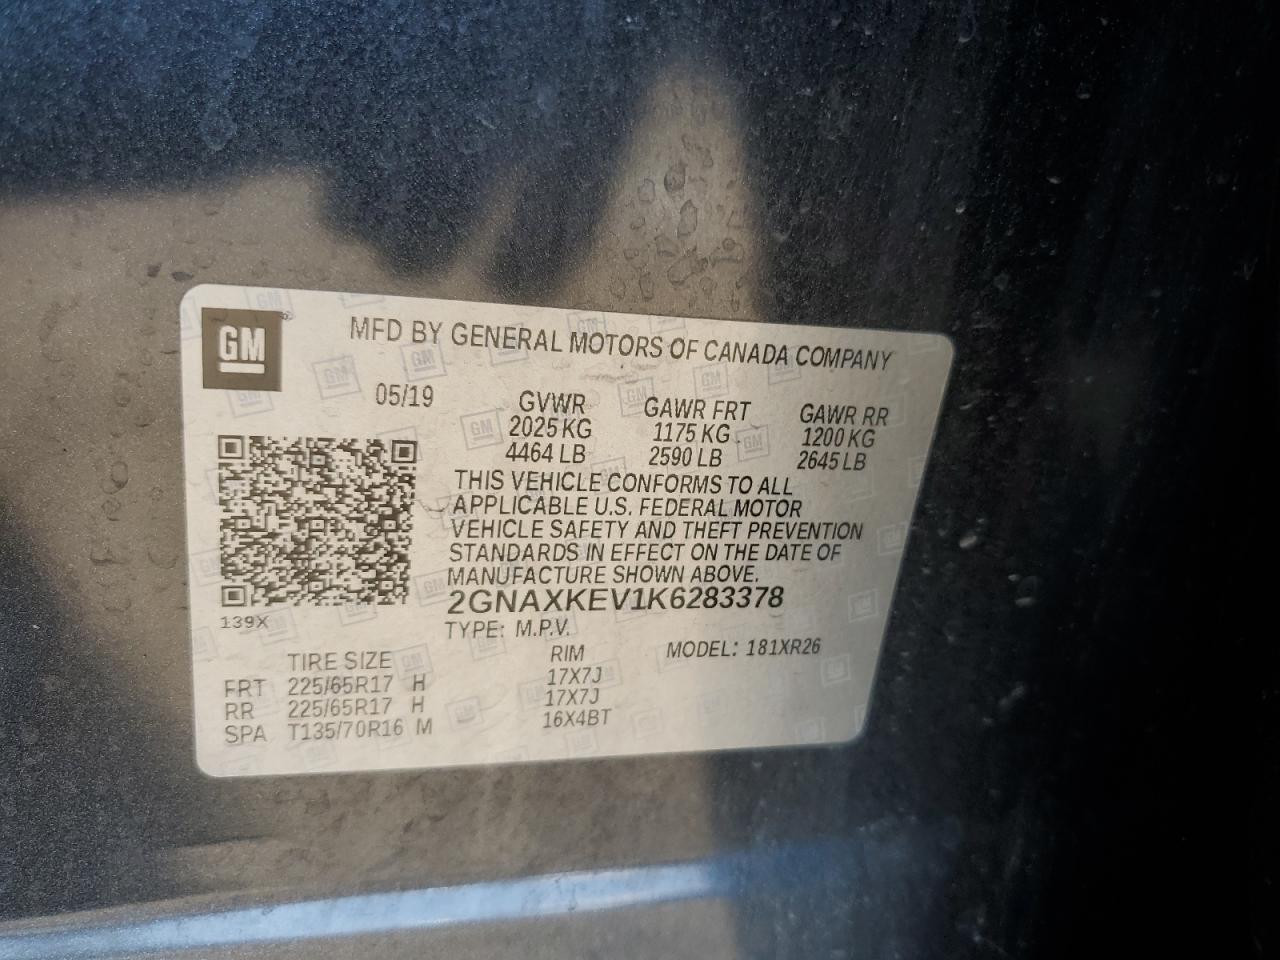 GM
MFD BY GENERAL MOTORS OF CANADA COMPANY
05/19
GVWR GAWR FRT GAWR RR
2025 KG 1175 KG 1200 KG
4464 LB 2590 LB 2645 LB
THIS VEHICLE CONFORMS TO ALL
APPLICABLE U.S. FEDERAL MOTOR
VEHICLE SAFETY AND THEFT PREVENTION
STANDARDS IN EFFECT ON THE DATE OF
MANUFACTURE SHOWN ABOVE.
2GNAXKEV1K6283378
139X
TYPE: M.P.V. MODEL: 181XR26
TIRE SIZE RIM
FRT 225/65R17 H 17X7J
RR 225/65R17 H 17X7J
SPA T135/70R16 M 16X4BT